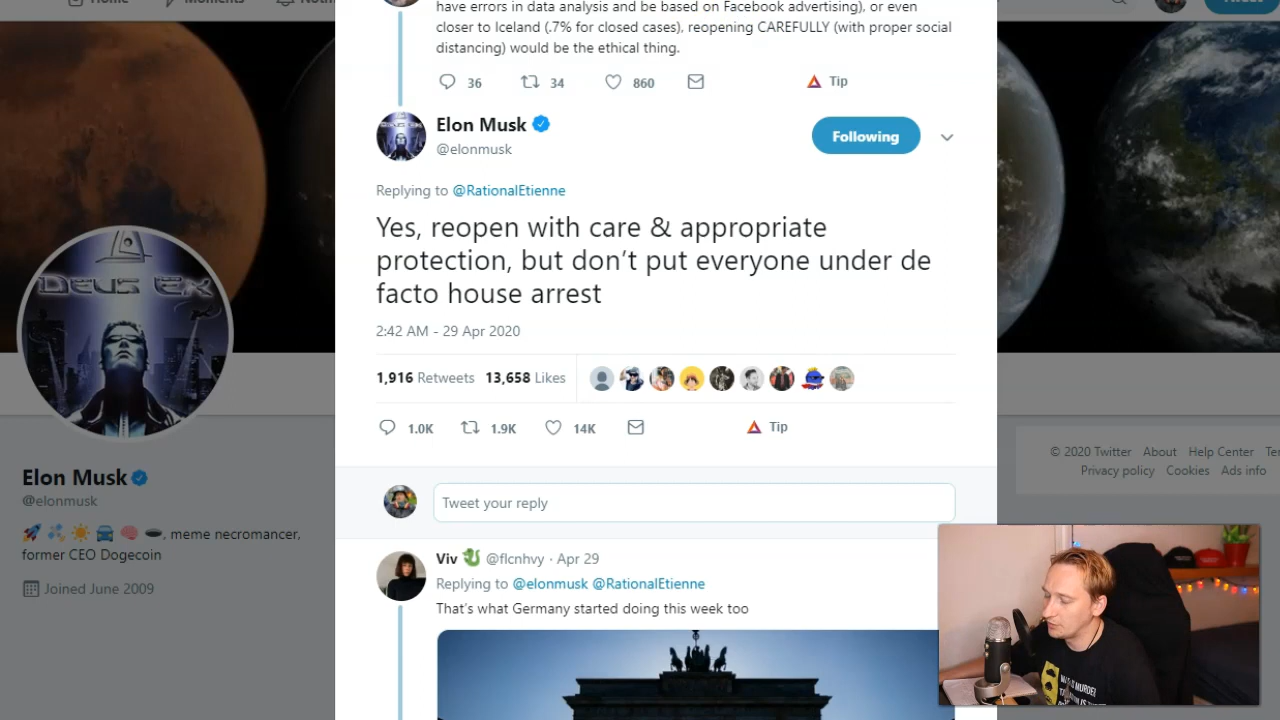 Home
Moments
Tweet
have errors in data analysis and be based on Facebook advertising), or even
closer to Iceland (.7% for closed cases), reopening CAREFULLY (with proper social
distancing) would be the ethical thing.
36 34 860 Tip
Elon Musk
@elonmusk
Following
Replying to @RationalEtienne
Yes, reopen with care & appropriate
protection, but don’t put everyone under de
facto house arrest
2:42 AM - 29 Apr 2020
1,916 Retweets 13,658 Likes
1.0K 1.9K 14K Tip
Tweet your reply
Viv @flcnhvy · Apr 29
Replying to @elonmusk @RationalEtienne
That’s what Germany started doing this week too
DEUS EX
Elon Musk
@elonmusk
, meme necromancer,
former CEO Dogecoin
Joined June 2009
© 2020 Twitter About Help Center
Privacy policy Cookies Ads info